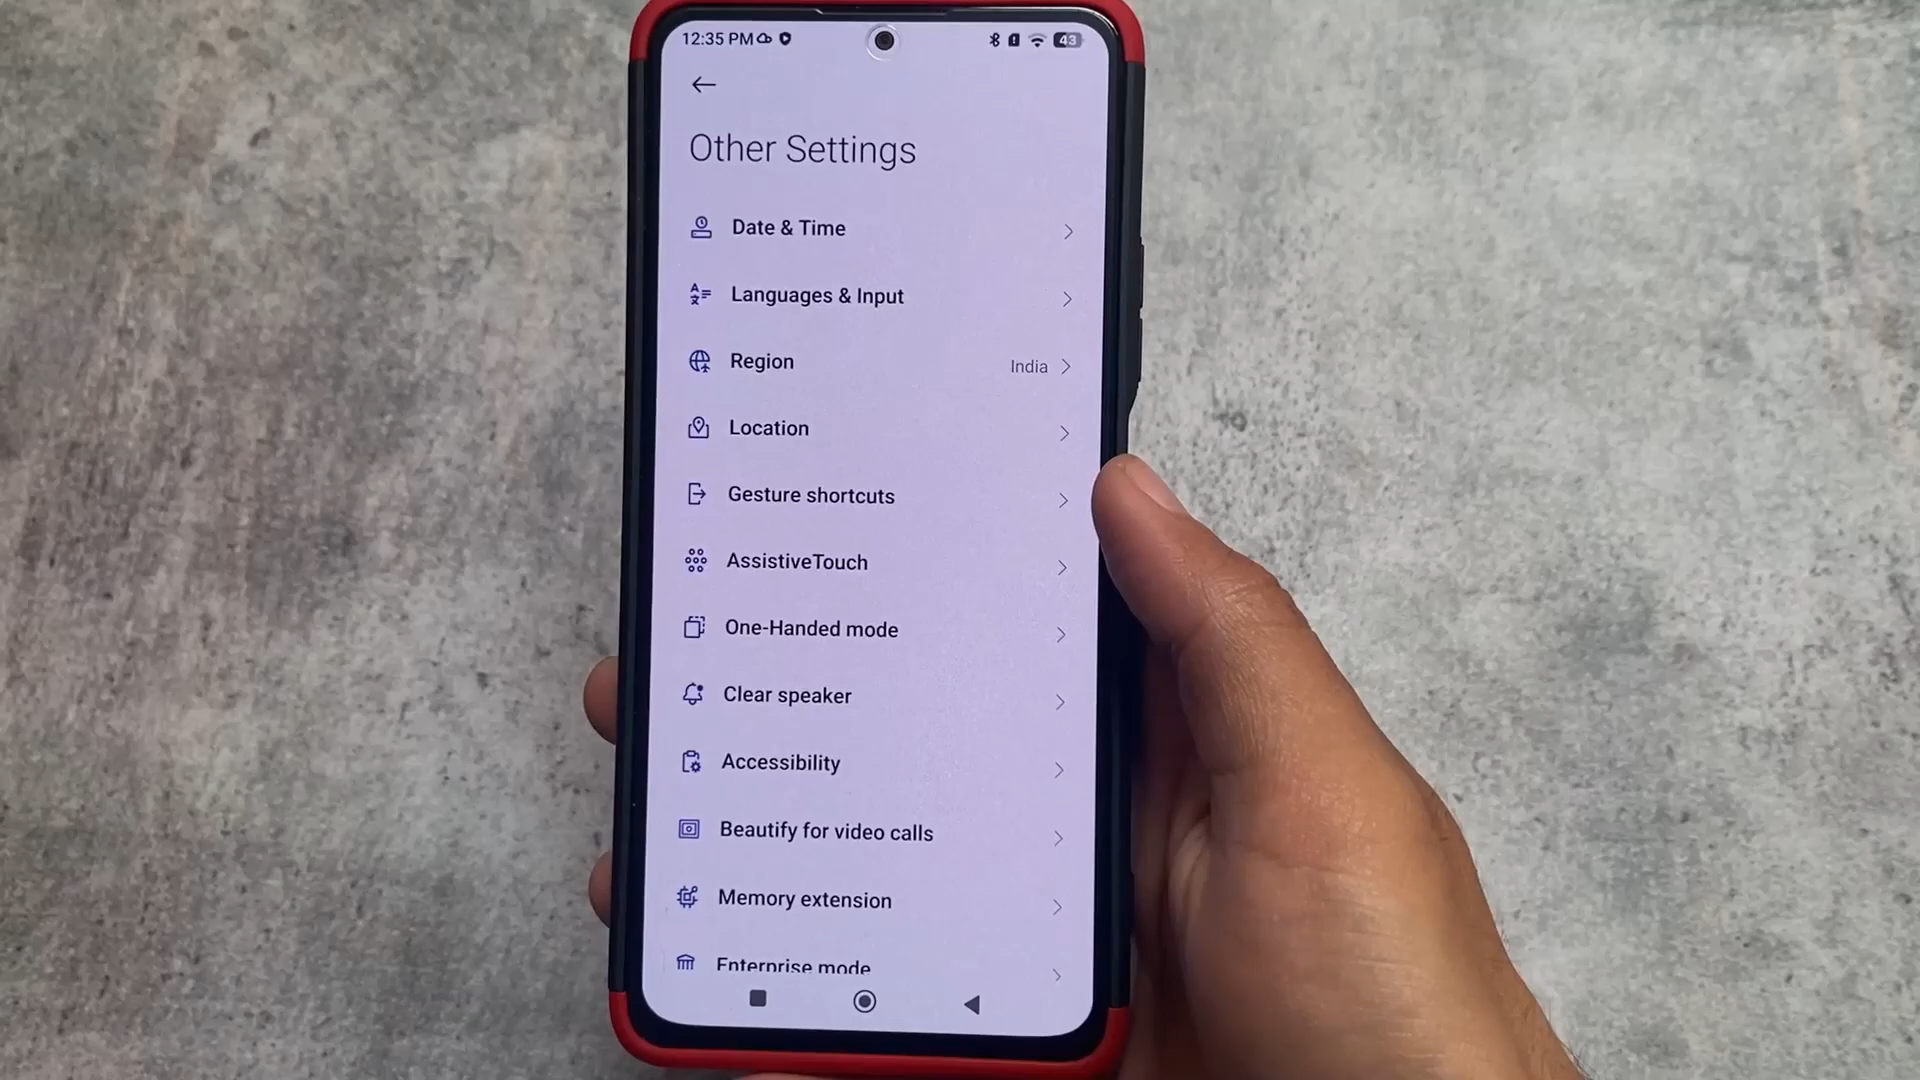 12:35 PM
43
Other Settings
Date & Time
Languages & Input
Region India
Location
Gesture shortcuts
AssistiveTouch
One-Handed mode
Clear speaker
Accessibility
Beautify for video calls
Memory extension
Enterprise mode